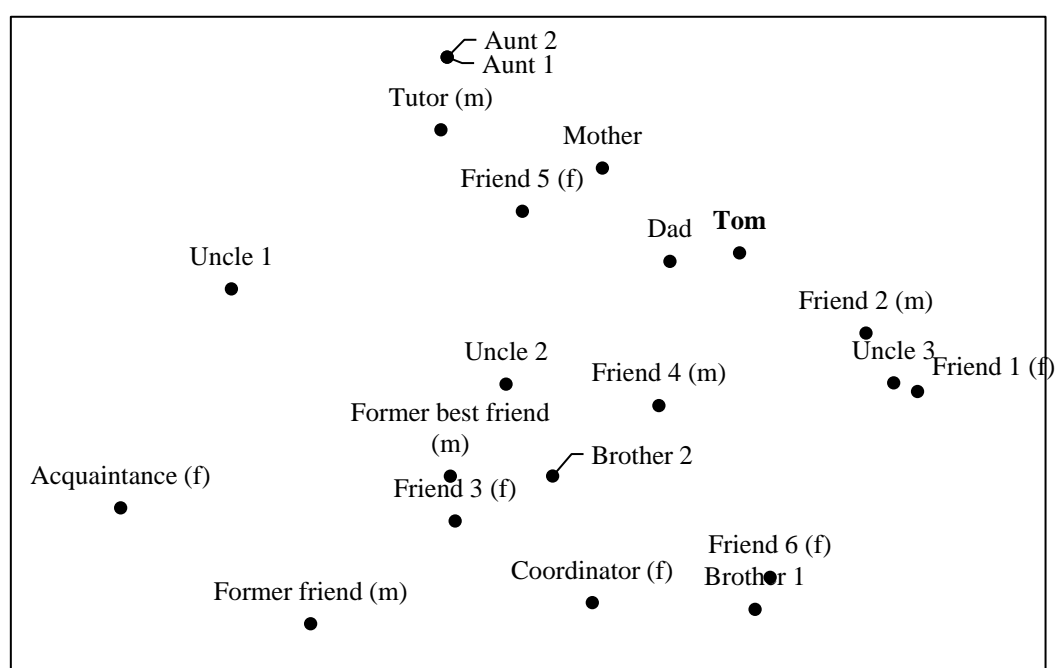 Aunt 2
Aunt 1
Tutor (m)
Mother
Friend 5 (f)
Dad
Tom
Uncle 1
Friend 2 (m)
Uncle 3
Friend 1 (f)
Uncle 2
Friend 4 (m)
Former best friend
(m)
Brother 2
Acquaintance (f)
Friend 3 (f)
Friend 6 (f)
Coordinator (f)
Brother 1
Former friend (m)